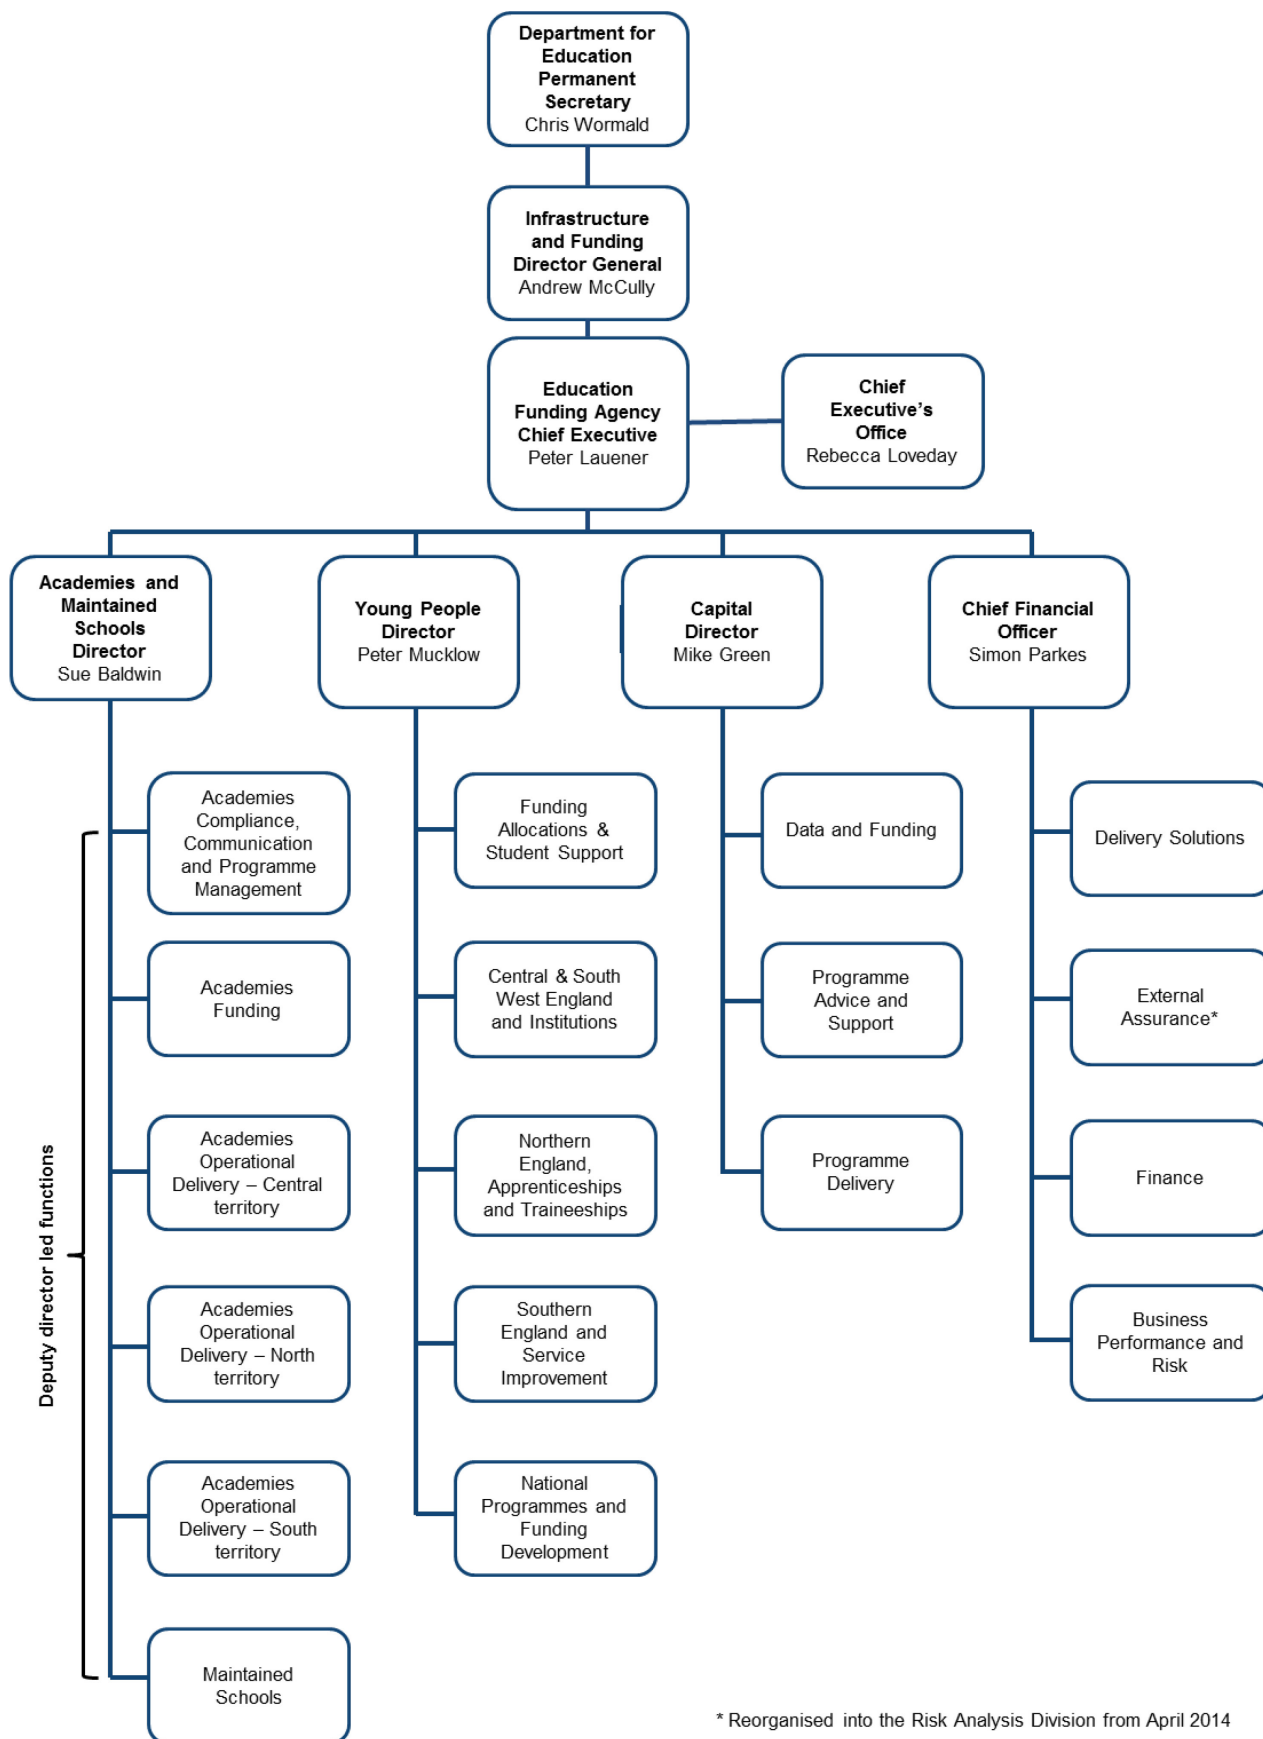 Department for
Education
Permanent
Secretary
Chris Wormald
Infrastructure
and Funding
Director General
Andrew McCully
Education
Funding Agency
Chief Executive
Peter Lauener
Chief
Executive’s
Office
Rebecca Loveday
Academies and
Maintained
Schools
Director
Sue Baldwin
Young People
Director
Peter Mucklow
Capital
Director
Mike Green
Chief Financial
Officer
Simon Parkes
Deputy director led functions
Academies
Compliance,
Communication
and Programme
Management
Academies
Funding
Academies
Operational
Delivery – Central
territory
Academies
Operational
Delivery – North
territory
Academies
Operational
Delivery – South
territory
Maintained
Schools
Funding
Allocations &
Student Support
Central & South
West England
and Institutions
Northern
England,
Apprenticeships
and Traineeships
Southern
England and
Service
Improvement
National
Programmes and
Funding
Development
Data and Funding
Programme
Advice and
Support
Programme
Delivery
Delivery Solutions
External
Assurance*
Finance
Business
Performance and
Risk
* Reorganised into the Risk Analysis Division from April 2014